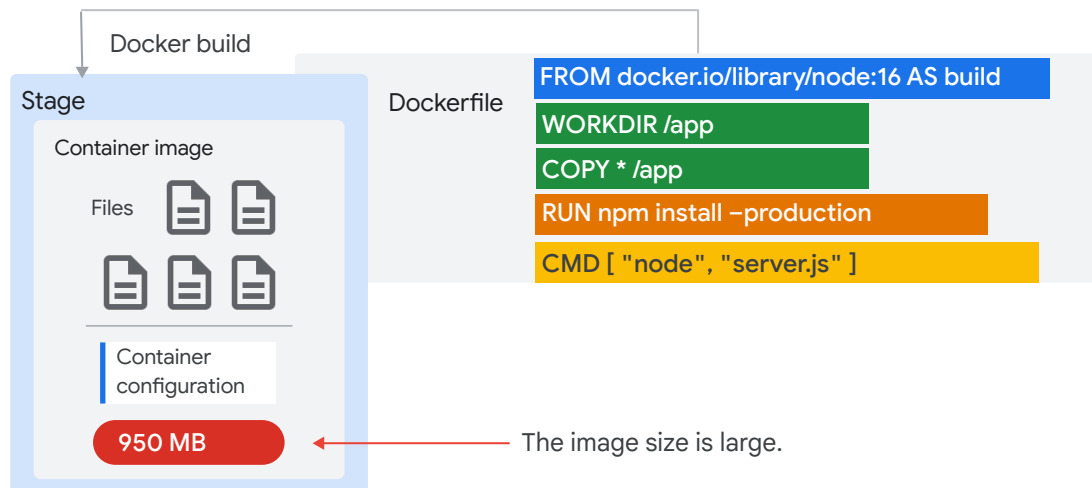 Docker build
Stage
Container image
Files
Container
configuration
950 MB
Dockerfile
FROM docker.io/library/node:16 AS build
WORKDIR /app
COPY * /app
RUN npm install –production
CMD [ "node", "server.js" ]
The image size is large.